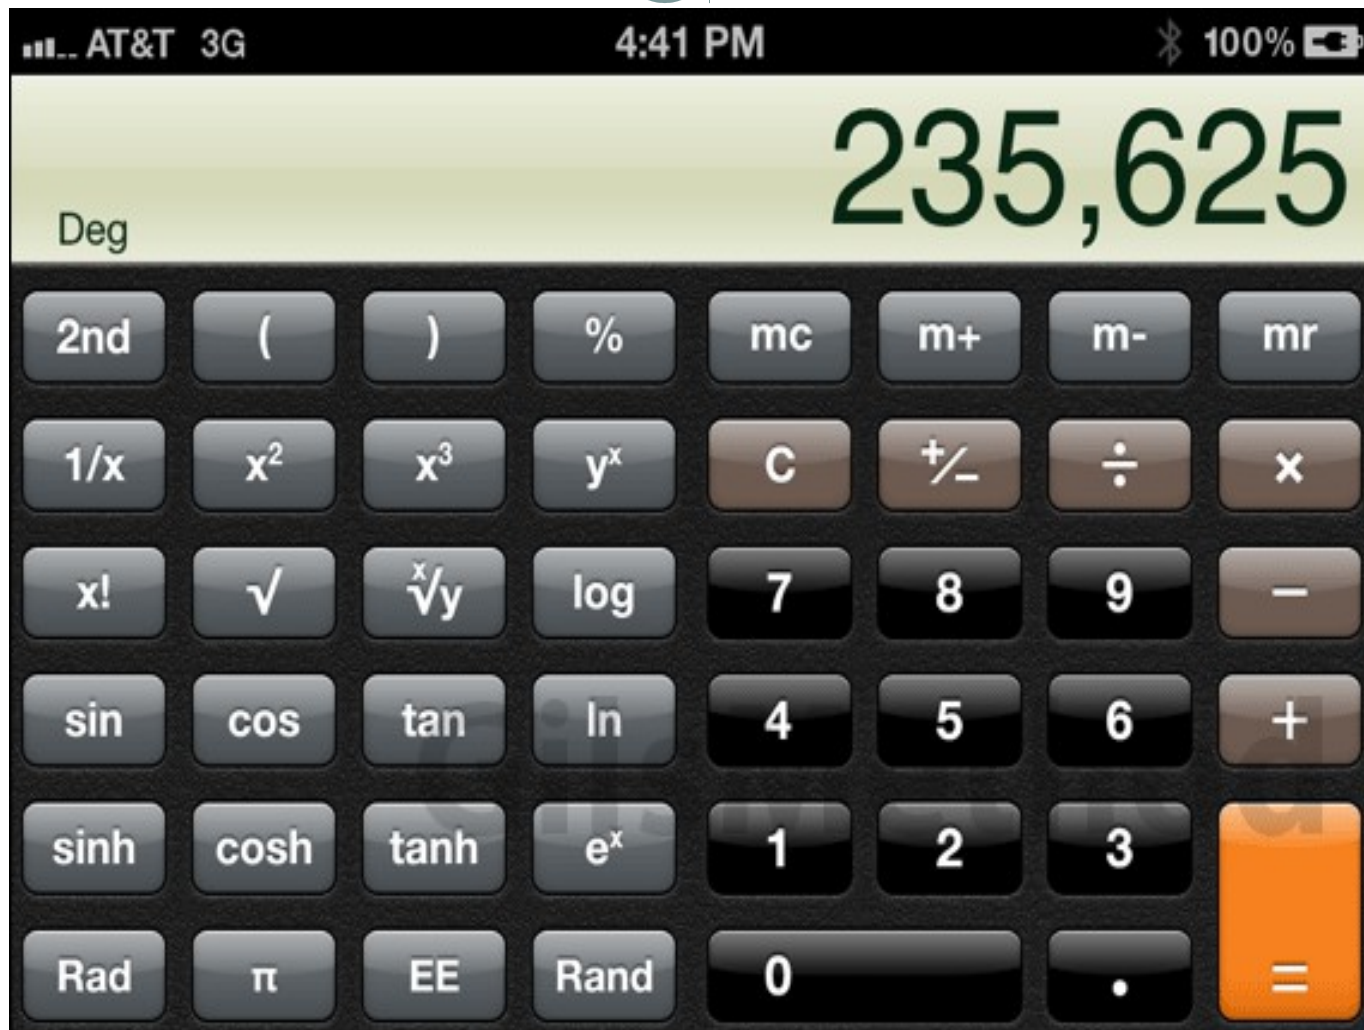 AT&T 3G 4:41 PM 100%
235,625
Deg
2nd ( ) % mc m+ m- mr
1/x x² x³ yˣ C +/− ÷ ×
x! √ ˣ√y log 7 8 9 −
sin cos tan ln 4 5 6 +
sinh cosh tanh eˣ 1 2 3
Rad π EE Rand 0 . =